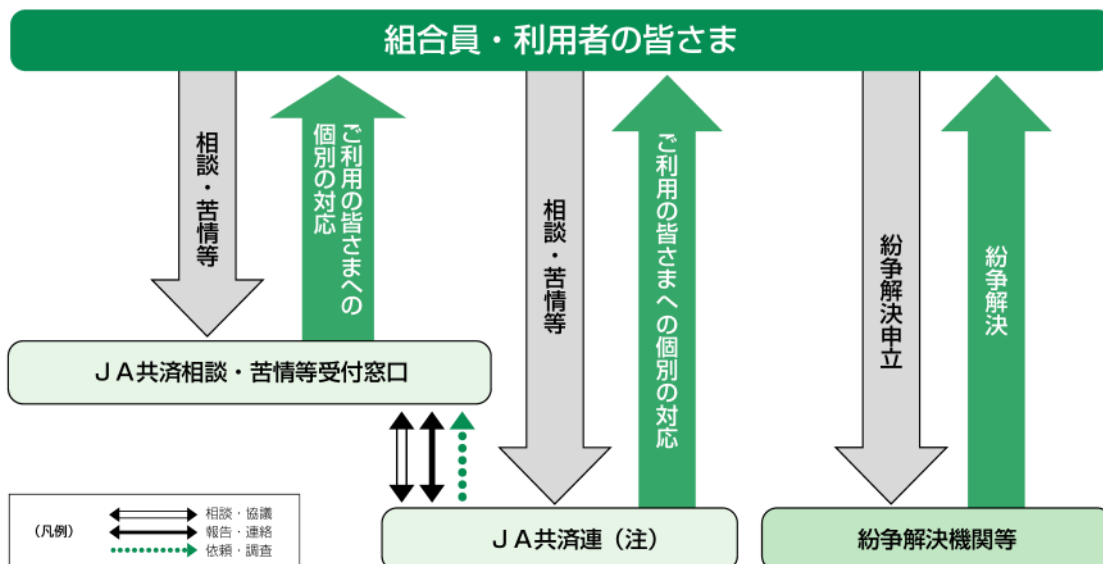 組合員・利用者の皆さま
相談・苦情等
ご利用の皆さまへの
個別の対応
相談・苦情等
ご利用の皆さまへの個別の対応
紛争解決申立
紛争解決
ＪＡ共済相談・苦情等受付窓口
（凡例）
相談・協議
報告・連絡
依頼・調査
ＪＡ共済連（注）
紛争解決機関等